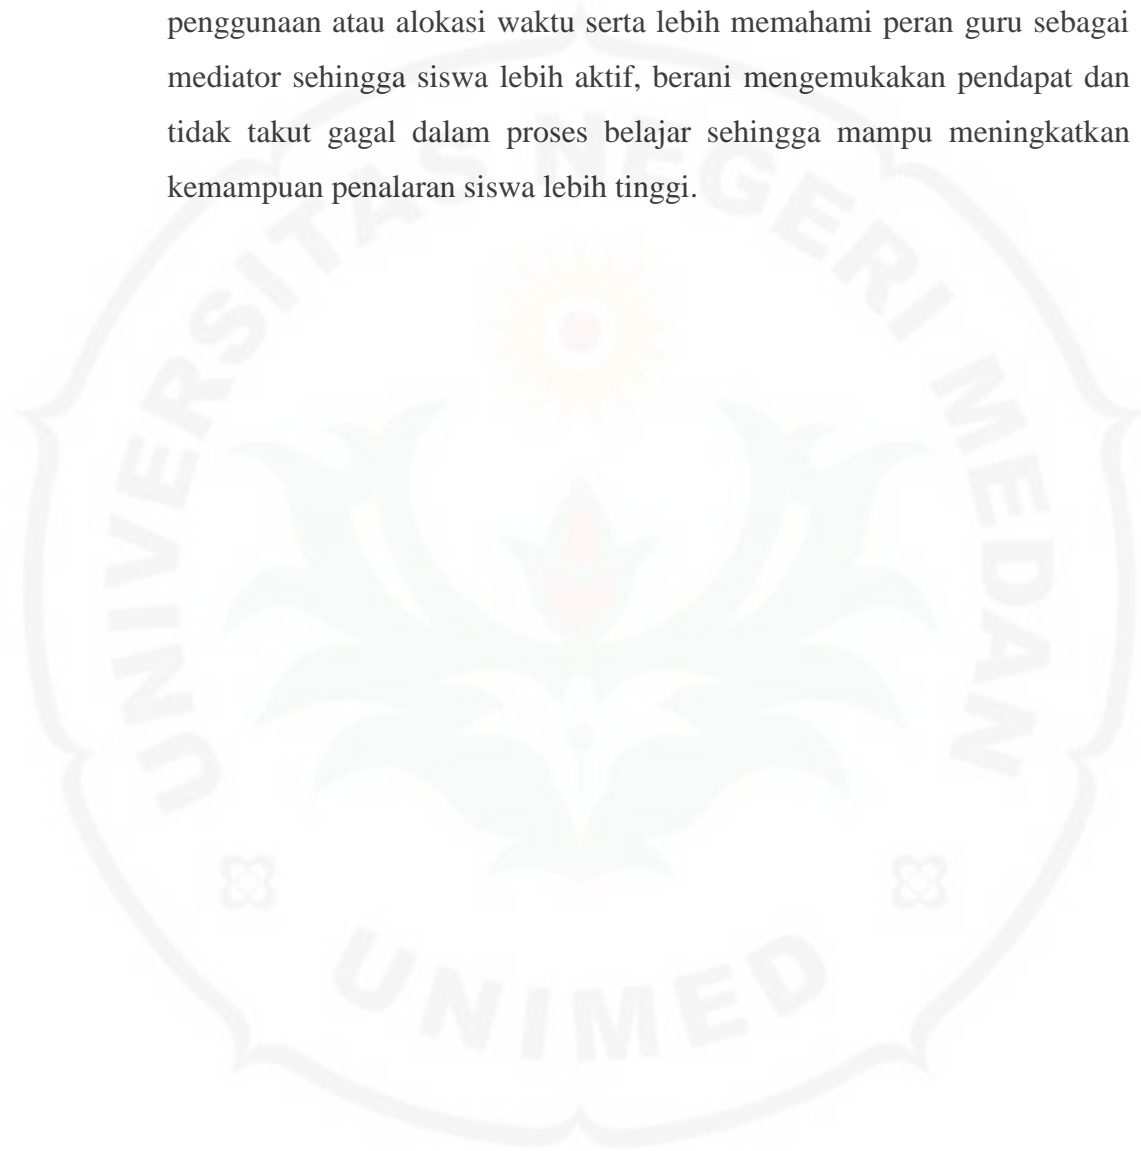 penggunaan atau alokasi waktu serta lebih memahami peran guru sebagai
mediator sehingga siswa lebih aktif, berani mengemukakan pendapat dan
tidak takut gagal dalam proses belajar sehingga mampu meningkatkan
kemampuan penalaran siswa lebih tinggi.
UNIVERSITAS NEGERI MEDAN
UNIMED